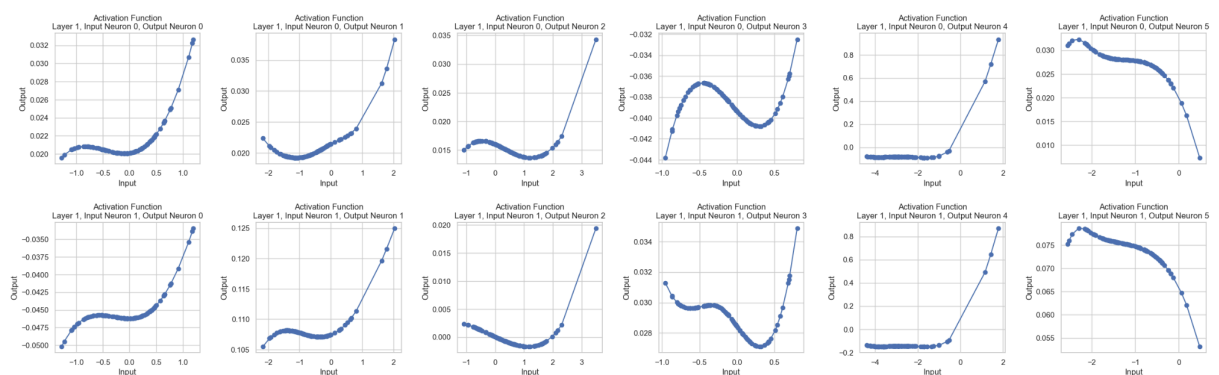 Activation Function
Layer 1, Input Neuron 0, Output Neuron 0
0.032
0.030
0.028
0.026
0.024
0.022
0.020
Output
−1.0 −0.5 0.0 0.5 1.0
Input
Activation Function
Layer 1, Input Neuron 0, Output Neuron 1
0.035
0.030
0.025
0.020
Output
−2 −1 0 1 2
Input
Activation Function
Layer 1, Input Neuron 0, Output Neuron 2
0.035
0.030
0.025
0.020
0.015
Output
−1 0 1 2 3
Input
Activation Function
Layer 1, Input Neuron 0, Output Neuron 3
−0.032
−0.034
−0.036
−0.038
−0.040
−0.042
−0.044
Output
−1.0 −0.5 0.0 0.5 1.0
Input
Activation Function
Layer 1, Input Neuron 0, Output Neuron 4
0.8
0.6
0.4
0.2
0.0
Output
−4 −2 0 2
Input
Activation Function
Layer 1, Input Neuron 0, Output Neuron 5
0.030
0.025
0.020
0.015
0.010
Output
−2 −1 0
Input
Activation Function
Layer 1, Input Neuron 1, Output Neuron 0
−0.0350
−0.0375
−0.0400
−0.0425
−0.0450
−0.0475
−0.0500
Output
−1.0 −0.5 0.0 0.5 1.0
Input
Activation Function
Layer 1, Input Neuron 1, Output Neuron 1
0.125
0.120
0.115
0.110
0.105
Output
−2 −1 0 1 2
Input
Activation Function
Layer 1, Input Neuron 1, Output Neuron 2
0.020
0.015
0.010
0.005
0.000
Output
−1 0 1 2 3
Input
Activation Function
Layer 1, Input Neuron 1, Output Neuron 3
0.034
0.032
0.030
0.028
Output
−1.0 −0.5 0.0 0.5 1.0
Input
Activation Function
Layer 1, Input Neuron 1, Output Neuron 4
0.8
0.6
0.4
0.2
0.0
−0.2
Output
−4 −2 0 2
Input
Activation Function
Layer 1, Input Neuron 1, Output Neuron 5
0.075
0.070
0.065
0.060
0.055
Output
−2 −1 0
Input